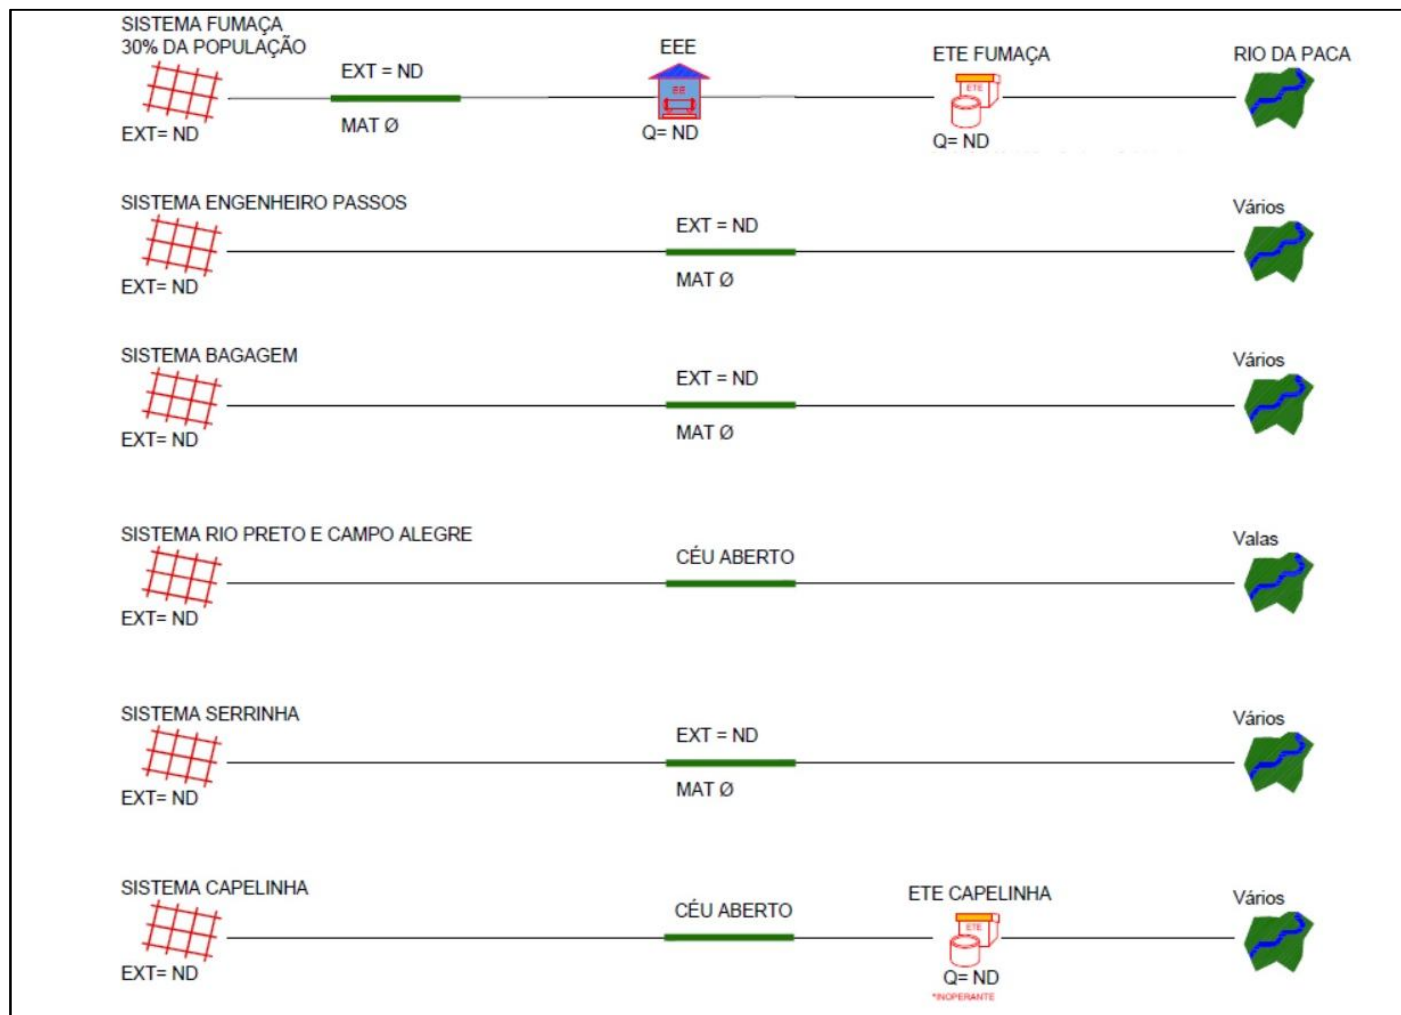 SISTEMA FUMAÇA
30% DA POPULAÇÃO
EXT = ND
MAT Ø
EXT= ND
EEE
EE
Q= ND
ETE FUMAÇA
ETE
Q= ND
RIO DA PACA
SISTEMA ENGENHEIRO PASSOS
EXT= ND
EXT = ND
MAT Ø
Vários
SISTEMA BAGAGEM
EXT= ND
EXT = ND
MAT Ø
Vários
SISTEMA RIO PRETO E CAMPO ALEGRE
EXT= ND
CÉU ABERTO
Valas
SISTEMA SERRINHA
EXT= ND
EXT = ND
MAT Ø
Vários
SISTEMA CAPELINHA
EXT= ND
CÉU ABERTO
ETE CAPELINHA
ETE
Q= ND
*INOPERANTE
Vários